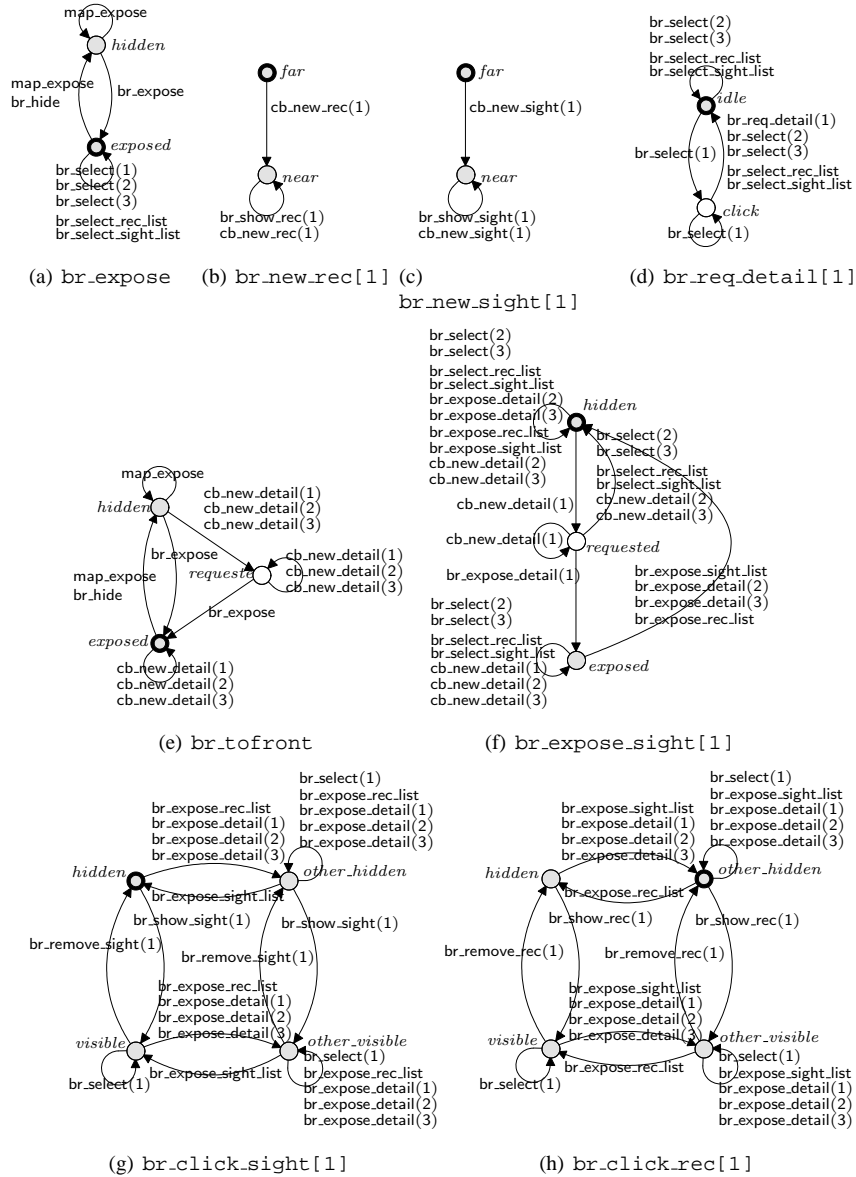 map_expose
hidden
map_expose
br_hide
br_expose
exposed
br_select(1)
br_select(2)
br_select(3)
br_select_rec_list
br_select_sight_list
(a) br_expose
far
cb_new_rec(1)
near
br_show_rec(1)
cb_new_rec(1)
(b) br_new_rec[1]
far
cb_new_sight(1)
near
br_show_sight(1)
cb_new_sight(1)
(c)
br_new_sight[1]
br_select(2)
br_select(3)
br_select_rec_list
br_select_sight_list
idle
br_req_detail(1)
br_select(2)
br_select(3)
br_select_rec_list
br_select_sight_list
br_select(1)
click
br_select(1)
(d) br_req_detail[1]
map_expose
hidden
cb_new_detail(1)
cb_new_detail(2)
cb_new_detail(3)
br_expose
map_expose
br_hide
requeste
cb_new_detail(1)
cb_new_detail(2)
cb_new_detail(3)
br_expose
exposed
cb_new_detail(1)
cb_new_detail(2)
cb_new_detail(3)
(e) br_tofront
br_select(2)
br_select(3)
br_select_rec_list
br_select_sight_list
br_expose_detail(2)
br_expose_detail(3)
br_expose_rec_list
br_expose_sight_list
cb_new_detail(2)
cb_new_detail(3)
hidden
br_select(2)
br_select(3)
br_select_rec_list
br_select_sight_list
cb_new_detail(2)
cb_new_detail(3)
cb_new_detail(1)
cb_new_detail(1)
requested
br_expose_detail(1)
br_expose_sight_list
br_expose_detail(2)
br_expose_detail(3)
br_expose_rec_list
br_select(2)
br_select(3)
br_select_rec_list
br_select_sight_list
cb_new_detail(1)
cb_new_detail(2)
cb_new_detail(3)
exposed
(f) br_expose_sight[1]
br_expose_rec_list
br_expose_detail(1)
br_expose_detail(2)
br_expose_detail(3)
br_select(1)
br_expose_rec_list
br_expose_detail(1)
br_expose_detail(2)
br_expose_detail(3)
hidden
other_hidden
br_expose_sight_list
br_show_sight(1)
br_show_sight(1)
br_remove_sight(1)
br_remove_sight(1)
br_expose_rec_list
br_expose_detail(1)
br_expose_detail(2)
br_expose_detail(3)
visible
other_visible
br_select(1)
br_expose_sight_list
br_select(1)
br_expose_rec_list
br_expose_detail(1)
br_expose_detail(2)
br_expose_detail(3)
(g) br_click_sight[1]
br_expose_sight_list
br_expose_detail(1)
br_expose_detail(2)
br_expose_detail(3)
br_select(1)
br_expose_sight_list
br_expose_detail(1)
br_expose_detail(2)
br_expose_detail(3)
hidden
other_hidden
br_expose_rec_list
br_show_rec(1)
br_show_rec(1)
br_remove_rec(1)
br_remove_rec(1)
br_expose_sight_list
br_expose_detail(1)
br_expose_detail(2)
br_expose_detail(3)
visible
other_visible
br_select(1)
br_expose_rec_list
br_select(1)
br_expose_sight_list
br_expose_detail(1)
br_expose_detail(2)
br_expose_detail(3)
(h) br_click_rec[1]